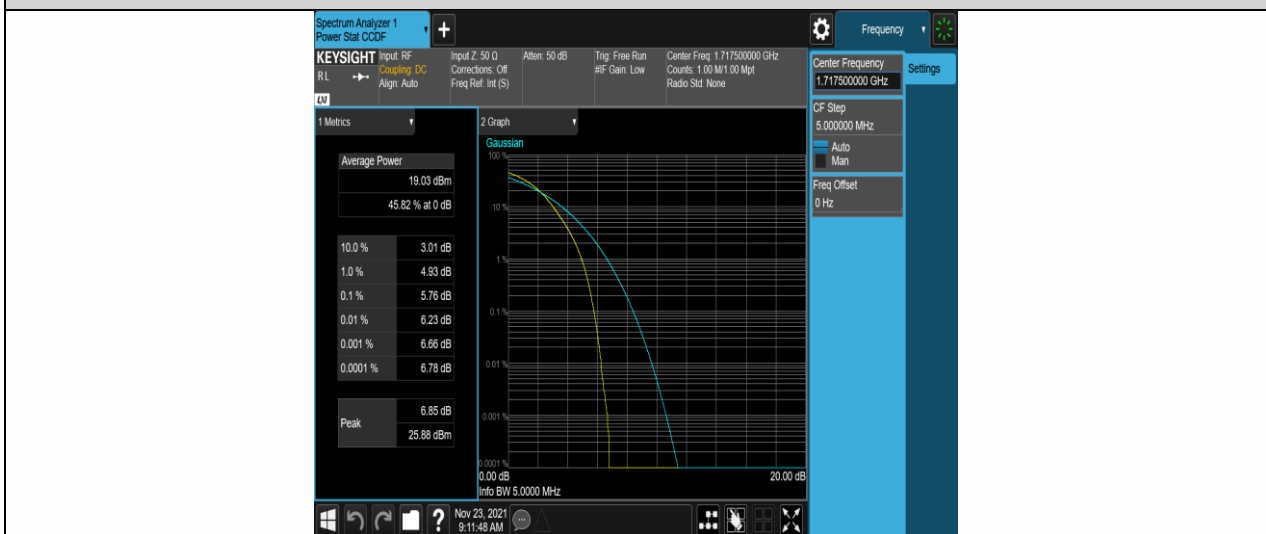 Spectrum Analyzer 1
Power Stat CCDF
+
Frequency
KEYSIGHT
RL
LXI
Input: RF
Coupling: DC
Align: Auto
Input Z: 50 Ω
Corrections: Off
Freq Ref: Int (S)
Atten: 50 dB
Trig: Free Run
#IF Gain: Low
Center Freq: 1.717500000 GHz
Counts: 1.00 M/1.00 Mpt
Radio Std: None
Center Frequency
1.717500000 GHz
Settings
CF Step
5.000000 MHz
Auto
Man
Freq Offset
0 Hz
1 Metrics
Average Power
19.03 dBm
45.82 % at 0 dB
10.0 % 3.01 dB
1.0 % 4.93 dB
0.1 % 5.76 dB
0.01 % 6.23 dB
0.001 % 6.66 dB
0.0001 % 6.78 dB
Peak
6.85 dB
25.88 dBm
2 Graph
Gaussian
100 %
10 %
1 %
0.1 %
0.01 %
0.001 %
0.0001 %
0.00 dB 20.00 dB
Info BW 5.0000 MHz
?
Nov 23, 2021
9:11:48 AM